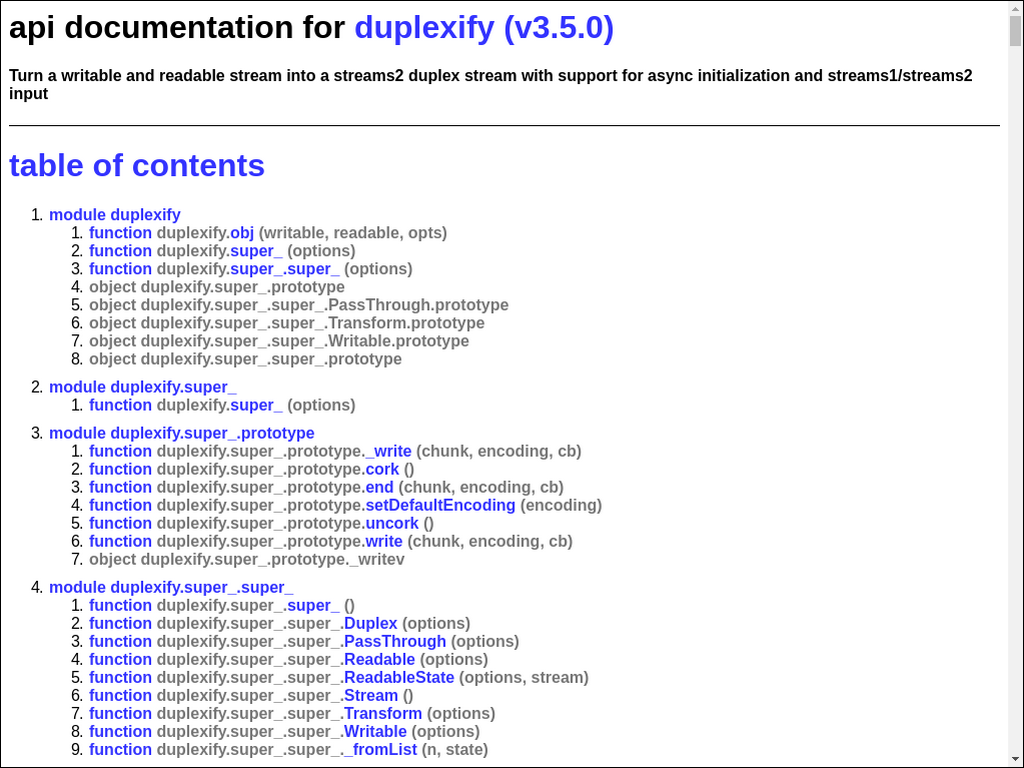 api documentation for duplexify (v3.5.0)
Turn a writable and readable stream into a streams2 duplex stream with support for async initialization and streams1/streams2
input
table of contents
1. module duplexify
1. function duplexify.obj (writable, readable, opts)
2. function duplexify.super_ (options)
3. function duplexify.super_.super_ (options)
4. object duplexify.super_.prototype
5. object duplexify.super_.super_.PassThrough.prototype
6. object duplexify.super_.super_.Transform.prototype
7. object duplexify.super_.super_.Writable.prototype
8. object duplexify.super_.super_.prototype
2. module duplexify.super_
1. function duplexify.super_ (options)
3. module duplexify.super_.prototype
1. function duplexify.super_.prototype._write (chunk, encoding, cb)
2. function duplexify.super_.prototype.cork ()
3. function duplexify.super_.prototype.end (chunk, encoding, cb)
4. function duplexify.super_.prototype.setDefaultEncoding (encoding)
5. function duplexify.super_.prototype.uncork ()
6. function duplexify.super_.prototype.write (chunk, encoding, cb)
7. object duplexify.super_.prototype._writev
4. module duplexify.super_.super_
1. function duplexify.super_.super_ ()
2. function duplexify.super_.super_.Duplex (options)
3. function duplexify.super_.super_.PassThrough (options)
4. function duplexify.super_.super_.Readable (options)
5. function duplexify.super_.super_.ReadableState (options, stream)
6. function duplexify.super_.super_.Stream ()
7. function duplexify.super_.super_.Transform (options)
8. function duplexify.super_.super_.Writable (options)
9. function duplexify.super_.super_._fromList (n, state)